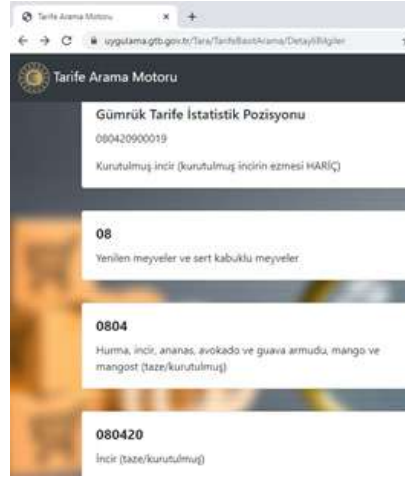 Tarife Arama Motoru
uygulama.gtb.gov.tr/Tara/TarifeBasitArama/DetayliBilgiler
Tarife Arama Motoru
Gümrük Tarife İstatistik Pozisyonu
080420900019
Kurutulmuş incir (kurutulmuş incirin ezmesi HARİÇ)
08
Yenilen meyveler ve sert kabuklu meyveler
0804
Hurma, incir, ananas, avokado ve guava armudu, mango ve
mangost (taze/kurutulmuş)
080420
İncir (taze/kurutulmuş)